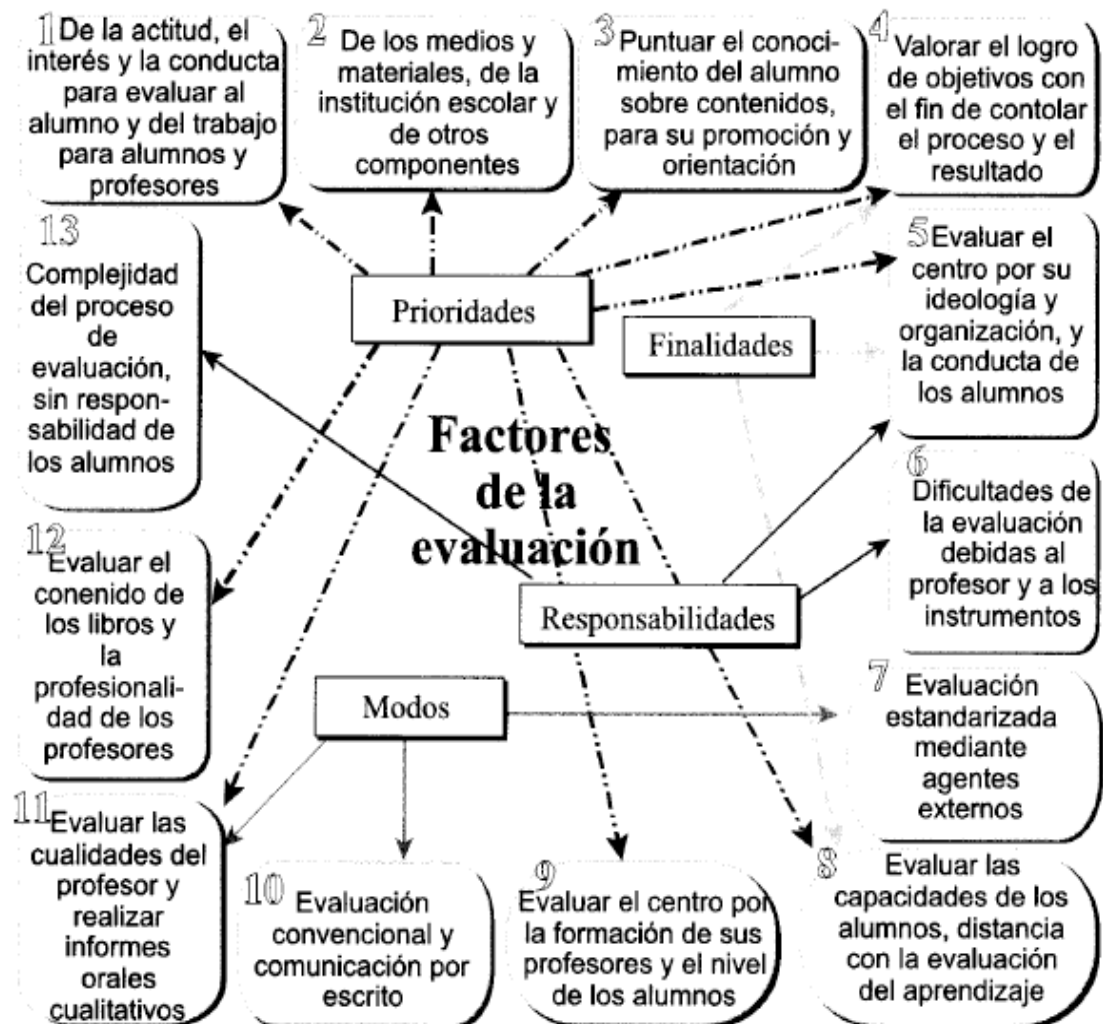 1 De la actitud, el
interés y la conducta
para evaluar al
alumno y del trabajo
para alumnos y
profesores
2 De los medios y
materiales, de la
institución escolar y
de otros
componentes
3 Puntuar el conoci-
miento del alumno
sobre contenidos,
para su promoción y
orientación
4 Valorar el logro
de objetivos con
el fin de contolar
el proceso y el
resultado
13
Complejidad
del proceso
de
evaluación,
sin respon-
sabilidad de
los alumnos
Prioridades
Finalidades
5 Evaluar el
centro por su
ideología y
organización, y
la conducta de
los alumnos
Factores
de la
evaluación
6
Dificultades de
la evaluación
debidas al
profesor y a los
instrumentos
12
Evaluar el
conenido de
los libros y
la
profesionali-
dad de los
profesores
Responsabilidades
Modos
7 Evaluación
estandarizada
mediante
agentes
externos
11 Evaluar las
cualidades del
profesor y
realizar
informes
orales
cualitativos
10 Evaluación
convencional y
comunicación por
escrito
9
Evaluar el centro por
la formación de sus
profesores y el nivel
de los alumnos
8 Evaluar las
capacidades de los
alumnos, distancia
con la evaluación
del aprendizaje